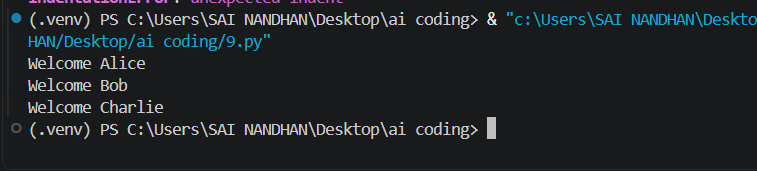 IndentationError: unexpected indent
(.venv) PS C:\Users\SAI NANDHAN\Desktop\ai coding> & "c:\Users\SAI NANDHAN\Deskto
HAN/Desktop/ai coding/9.py"
Welcome Alice
Welcome Bob
Welcome Charlie
(.venv) PS C:\Users\SAI NANDHAN\Desktop\ai coding>